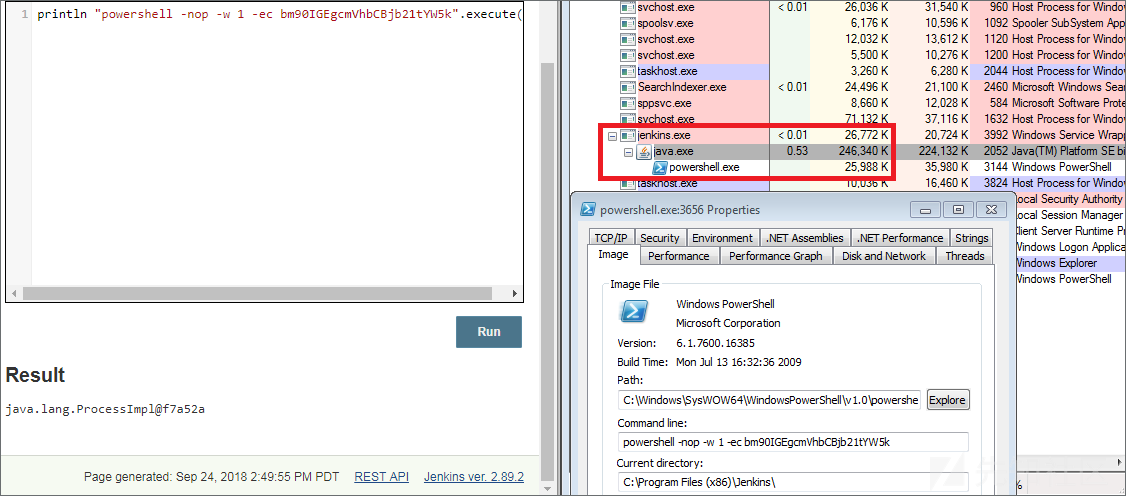 1 println "powershell -nop -w 1 -ec bm90IGEgcmVhbCBjb21tYW5k".execute(
Run
Result
java.lang.ProcessImpl@f7a52a
Page generated: Sep 24, 2018 2:49:55 PM PDT REST API Jenkins ver. 2.89.2
svchost.exe < 0.01 26,036 K 31,540 K 960 Host Process for Window
spoolsv.exe 6,176 K 10,596 K 1092 Spooler SubSystem App
svchost.exe 12,032 K 13,612 K 1120 Host Process for Window
svchost.exe 5,500 K 10,276 K 1200 Host Process for Window
taskhost.exe 3,260 K 6,280 K 2044 Host Process for Window
SearchIndexer.exe < 0.01 24,496 K 21,100 K 2460 Microsoft Windows Sear
sppsvc.exe 8,660 K 12,028 K 584 Microsoft Software Prote
svchost.exe 71,132 K 37,116 K 1632 Host Process for Window
jenkins.exe < 0.01 26,772 K 20,724 K 3992 Windows Service Wrapp
java.exe 0.53 246,340 K 224,132 K 2052 Java(TM) Platform SE bi
powershell.exe 25,988 K 35,980 K 3144 Windows PowerShell
taskhost.exe 10,036 K 16,460 K 3824 Host Process for Window
Local Security Authority
Local Session Manager
Client Server Runtime Pr
Windows Logon Applica
Windows Explorer
Windows PowerShell
powershell.exe:3656 Properties
TCP/IP Security Environment .NET Assemblies .NET Performance Strings
Image Performance Performance Graph Disk and Network Threads
Image File
Windows PowerShell
Microsoft Corporation
Version: 6.1.7600.16385
Build Time: Mon Jul 13 16:32:36 2009
Path:
C:\Windows\SysWOW64\WindowsPowerShell\v1.0\powershe Explore
Command line:
powershell -nop -w 1 -ec bm90IGEgcmVhbCBjb21tYW5k
Current directory:
C:\Program Files (x86)\Jenkins\
%